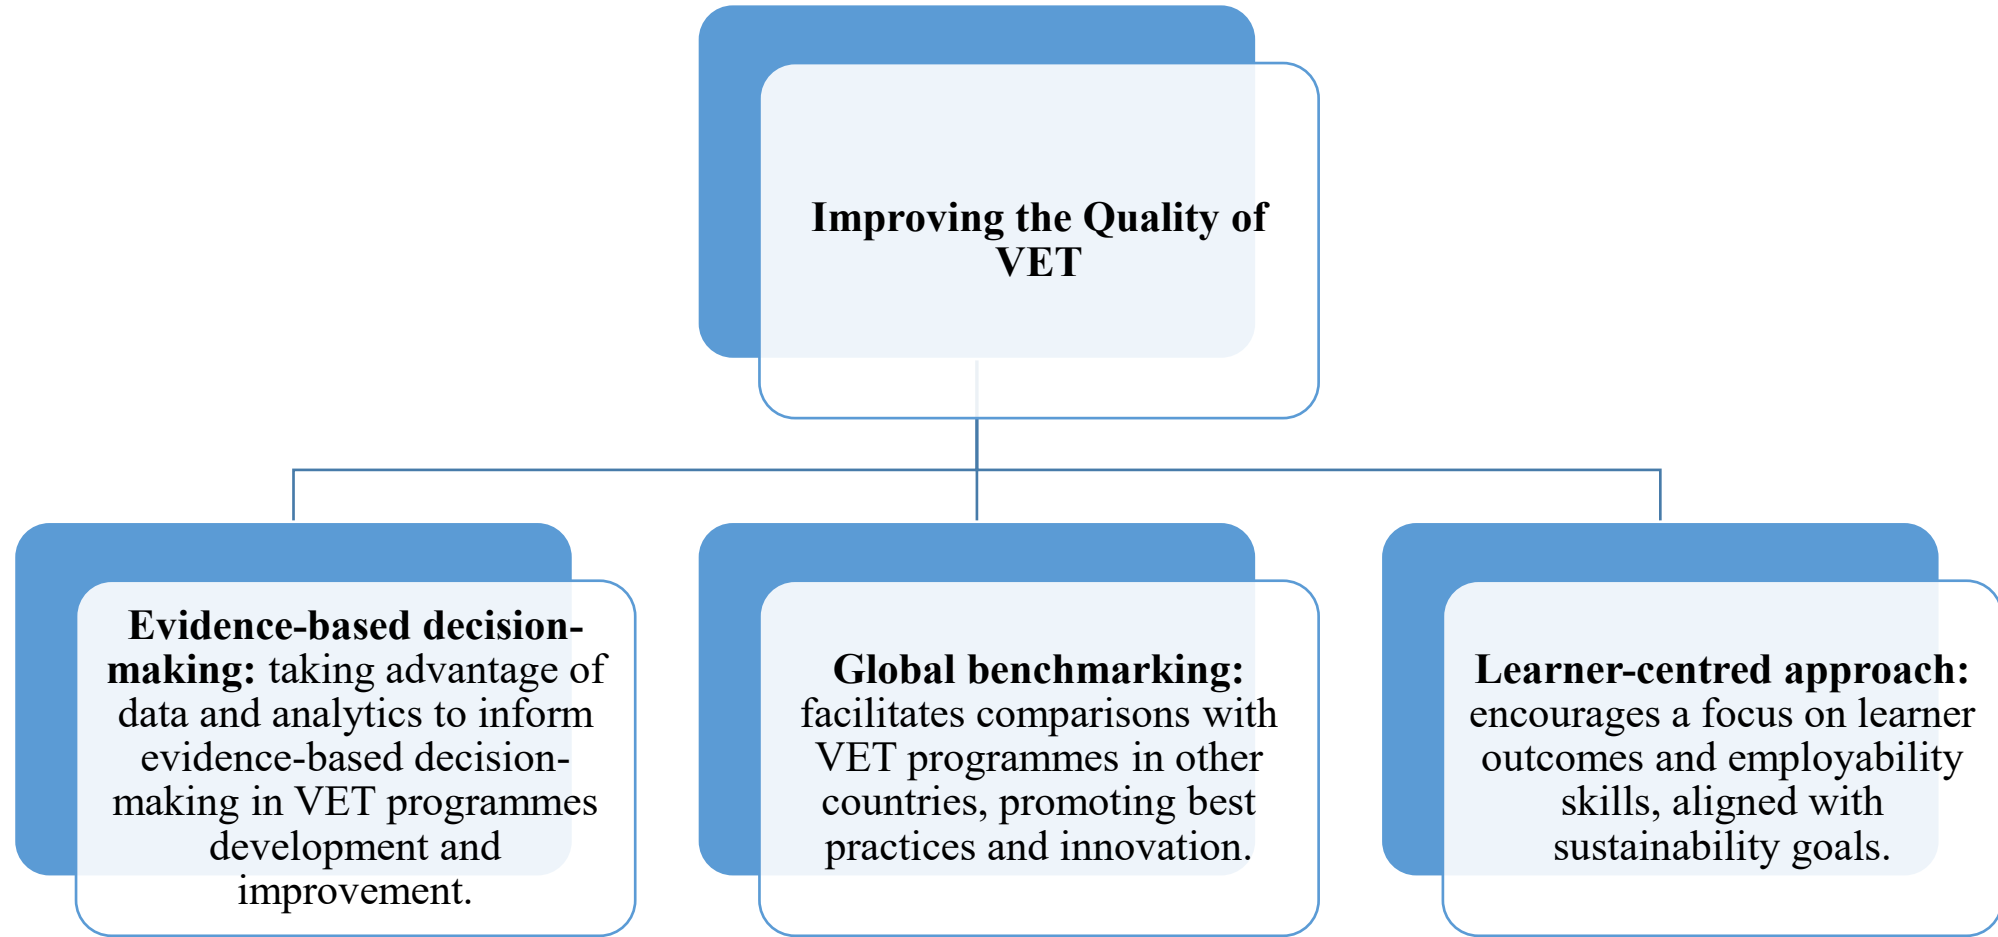 Improving the Quality of
VET
Evidence-based decision-
making: taking advantage of
data and analytics to inform
evidence-based decision-
making in VET programmes
development and
improvement.
Global benchmarking:
facilitates comparisons with
VET programmes in other
countries, promoting best
practices and innovation.
Learner-centred approach:
encourages a focus on learner
outcomes and employability
skills, aligned with
sustainability goals.